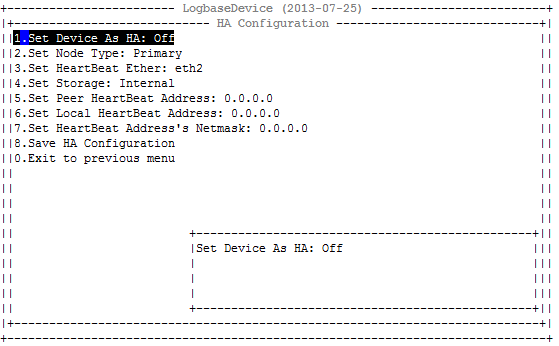 LogbaseDevice (2013-07-25)
HA Configuration
1.Set Device As HA: Off
2.Set Node Type: Primary
3.Set HeartBeat Ether: eth2
4.Set Storage: Internal
5.Set Peer HeartBeat Address: 0.0.0.0
6.Set Local HeartBeat Address: 0.0.0.0
7.Set HeartBeat Address's Netmask: 0.0.0.0
8.Save HA Configuration
0.Exit to previous menu
Set Device As HA: Off